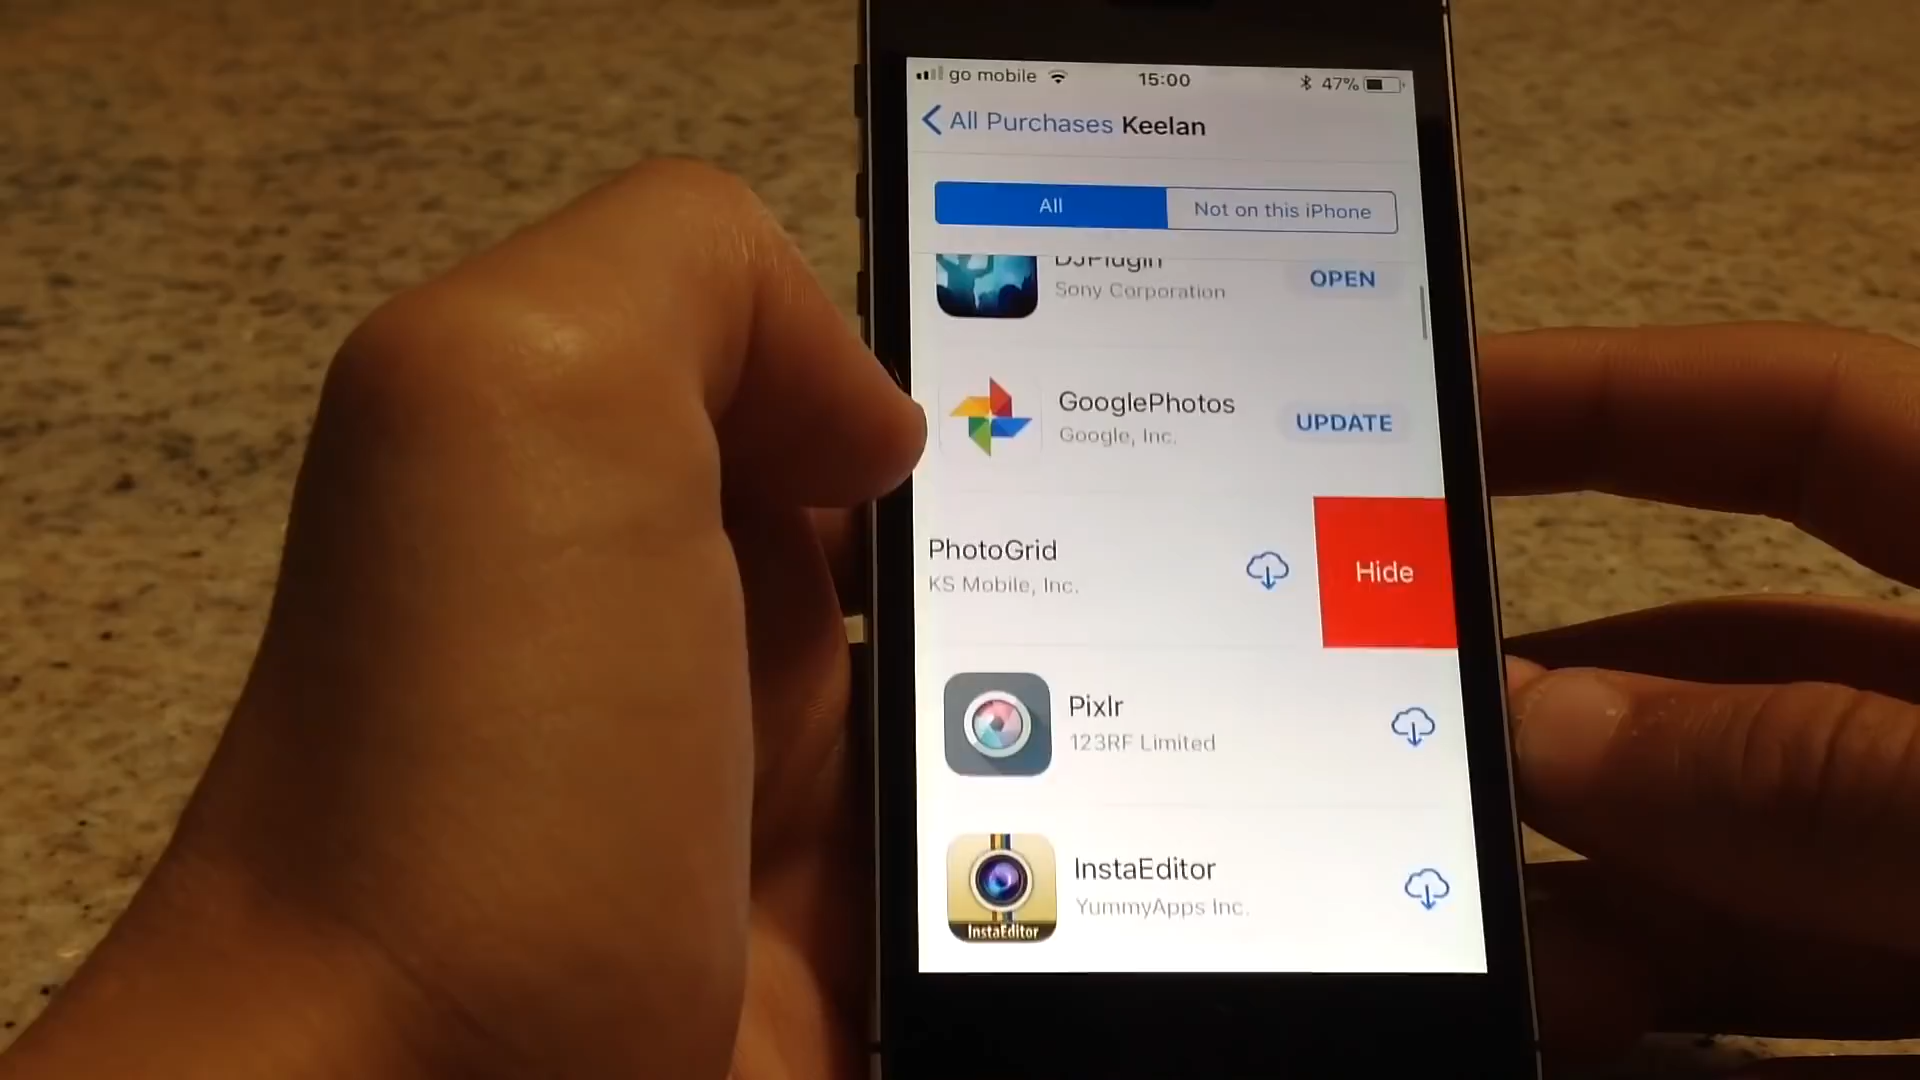 go mobile 15:00 47%
All Purchases Keelan
All Not on this iPhone
DJPlugin
Sony Corporation
OPEN
GooglePhotos
Google, Inc.
UPDATE
PhotoGrid
KS Mobile, Inc.
Hide
Pixlr
123RF Limited
InstaEditor
YummyApps Inc.
InstaEditor